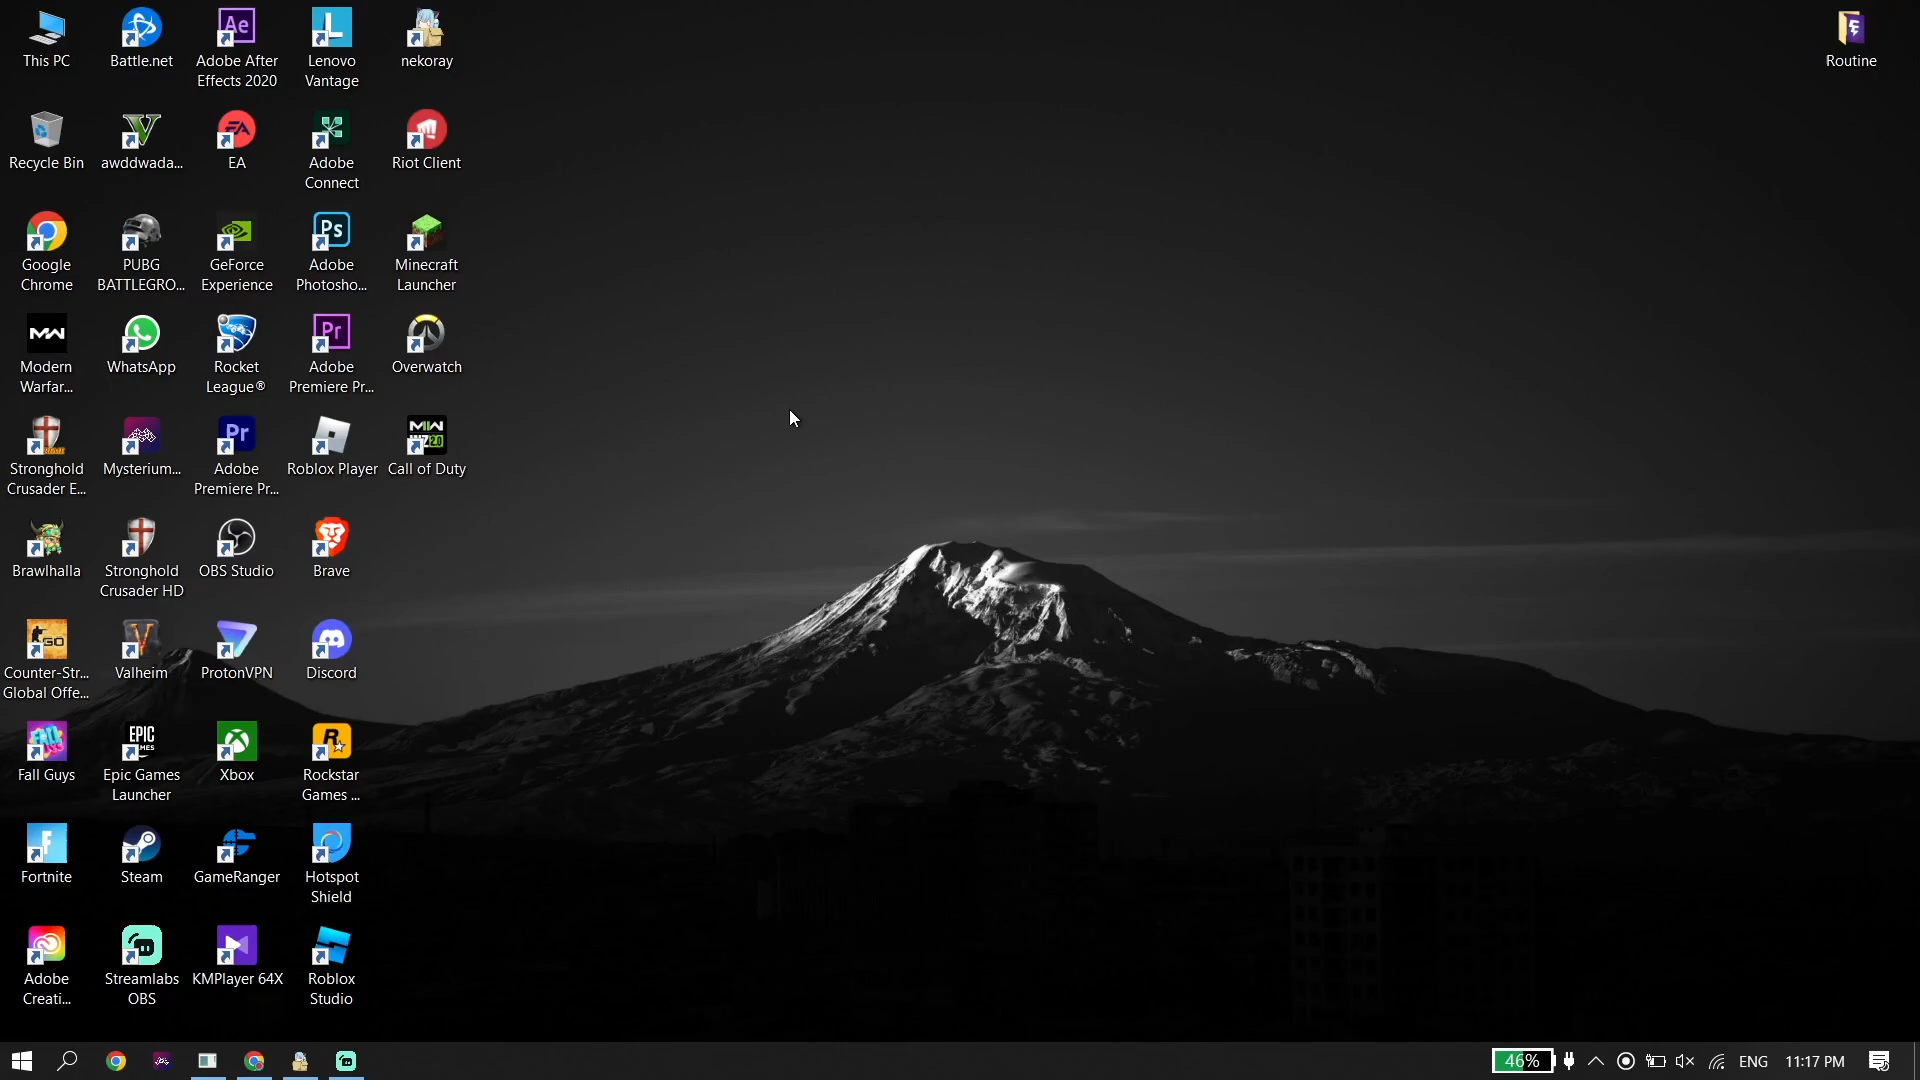 This PC
Battle.net
Adobe After
Effects 2020
Lenovo
Vantage
nekoray
Routine
Recycle Bin
awddwada...
EA
Adobe
Connect
Riot Client
Google
Chrome
PUBG
BATTLEGRO...
GeForce
Experience
Adobe
Photosho...
Minecraft
Launcher
Modern
Warfar...
WhatsApp
Rocket
League®
Adobe
Premiere Pr...
Overwatch
Stronghold
Crusader E...
Mysterium...
Adobe
Premiere Pr...
Roblox Player
Call of Duty
Brawlhalla
Stronghold
Crusader HD
OBS Studio
Brave
Counter-Str...
Global Offe...
Valheim
ProtonVPN
Discord
Fall Guys
Epic Games
Launcher
Xbox
Rockstar
Games ...
Fortnite
Steam
GameRanger
Hotspot
Shield
Adobe
Creati...
Streamlabs
OBS
KMPlayer 64X
Roblox
Studio
46%
ENG
11:17 PM